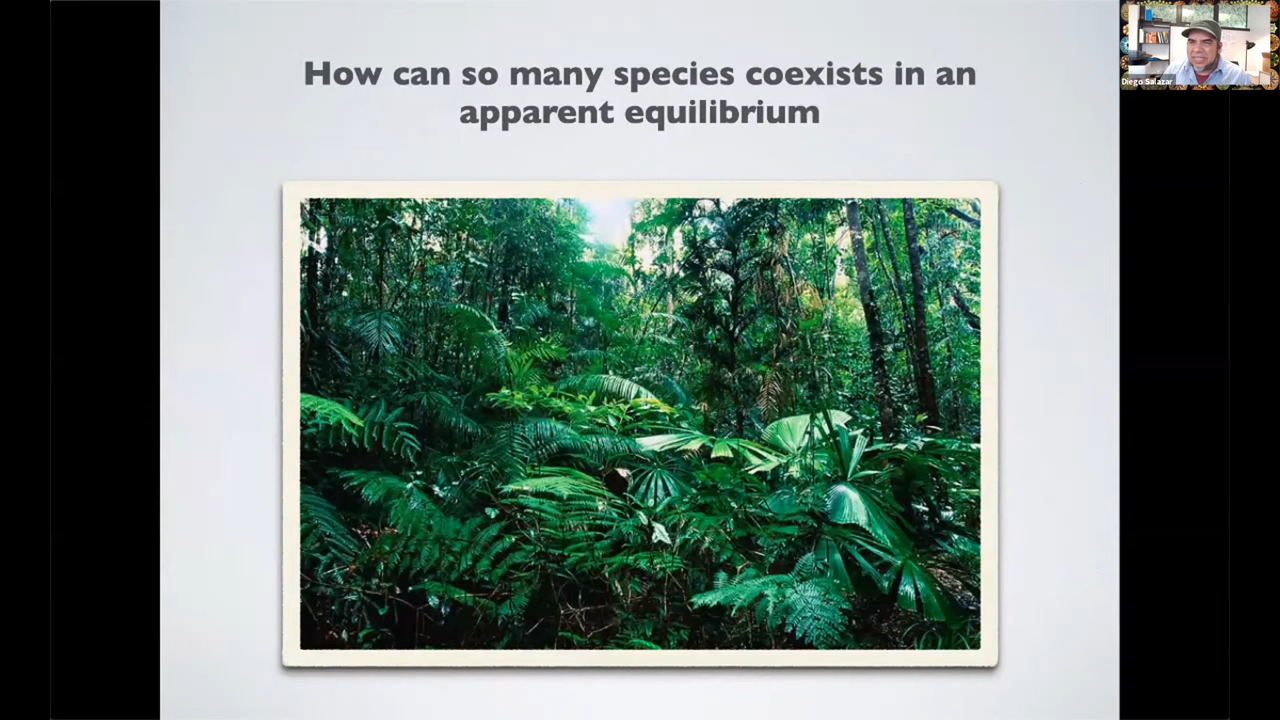 How can so many species coexists in an
apparent equilibrium
Diego Salazar